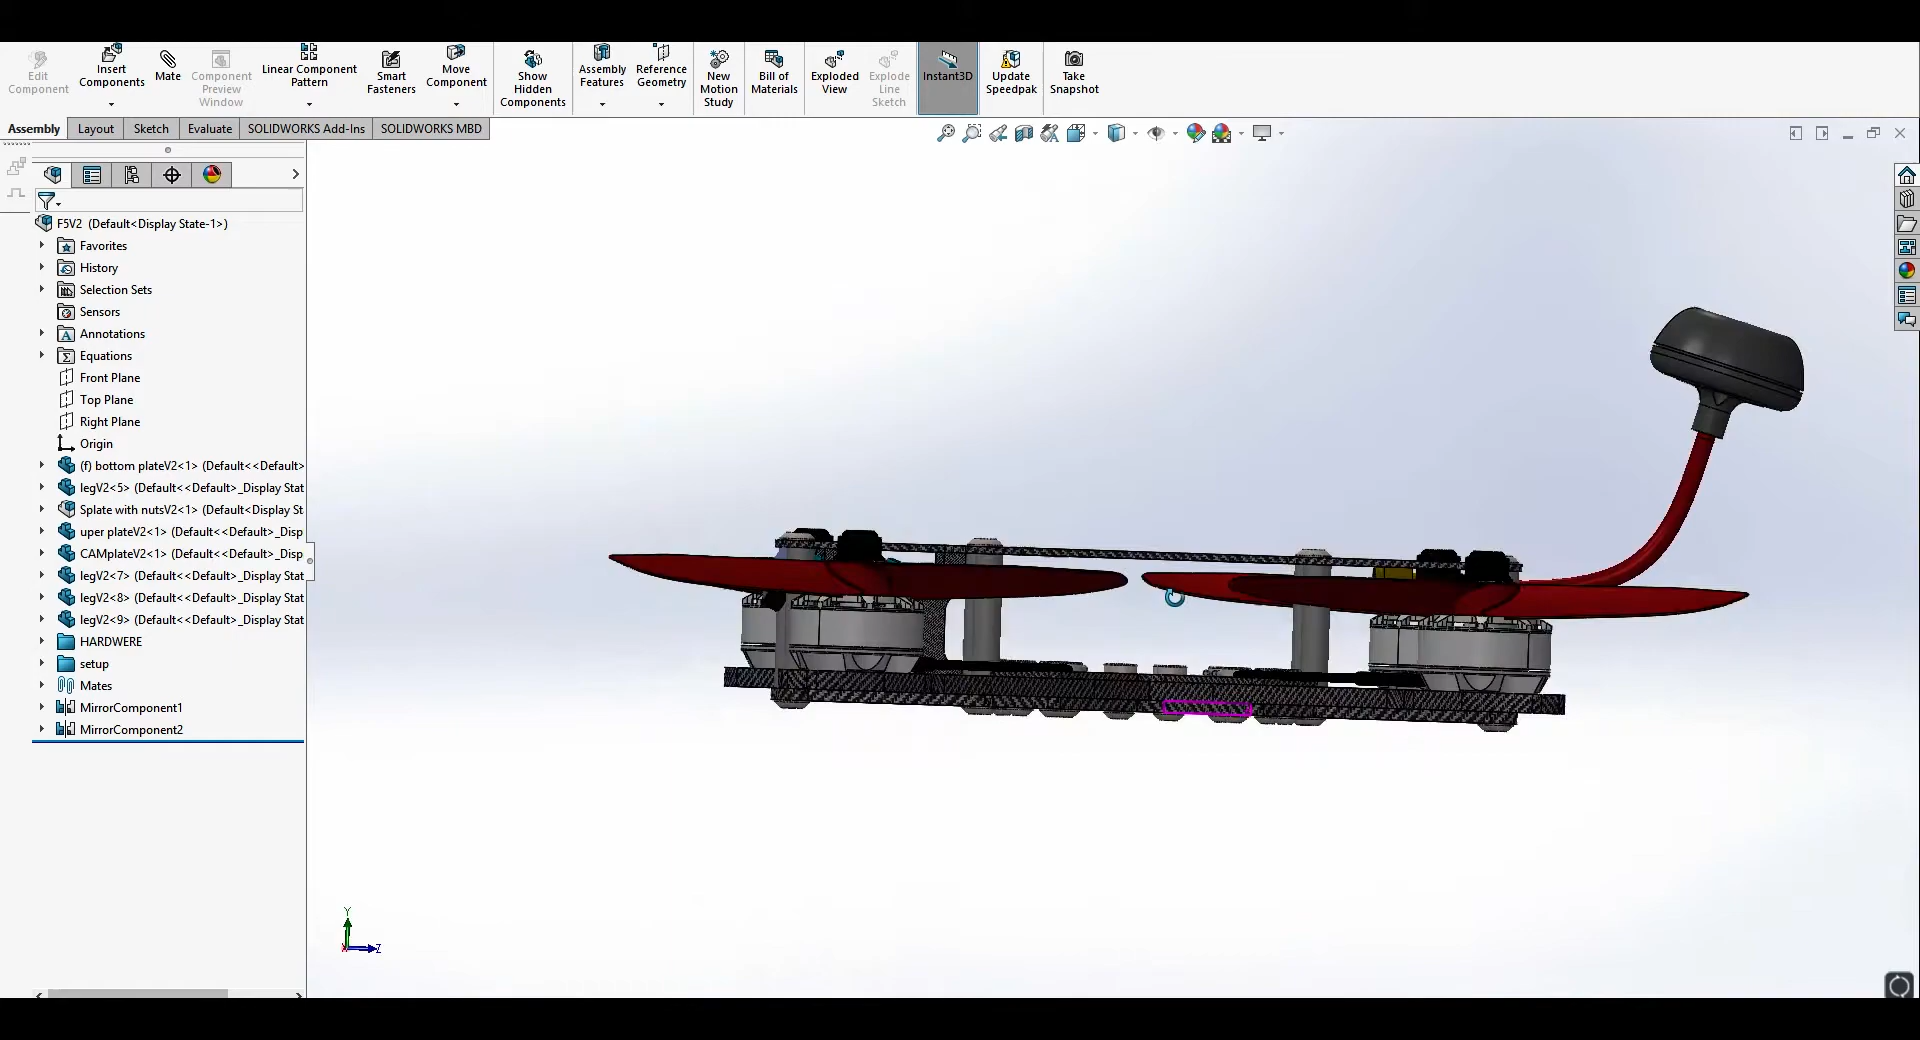 Edit Component
Insert Components
Mate
Component Preview Window
Linear Component Pattern
Smart Fasteners
Move Component
Show Hidden Components
Assembly Features
Reference Geometry
New Motion Study
Bill of Materials
Exploded View
Explode Line Sketch
Instant3D
Update Speedpak
Take Snapshot
Assembly
Layout
Sketch
Evaluate
SOLIDWORKS Add-Ins
SOLIDWORKS MBD
F5V2 (Default<Display State-1>)
Favorites
History
Selection Sets
Sensors
Annotations
Equations
Front Plane
Top Plane
Right Plane
Origin
(f) bottom plateV2<1> (Default<<Default>
legV2<5> (Default<<Default>_Display Stat
Splate with nutsV2<1> (Default<Display St
uper plateV2<1> (Default<<Default>_Disp
CAMplateV2<1> (Default<<Default>_Disp
legV2<7> (Default<<Default>_Display Stat
legV2<8> (Default<<Default>_Display Stat
legV2<9> (Default<<Default>_Display Stat
HARDWERE
setup
Mates
MirrorComponent1
MirrorComponent2
Y
Z